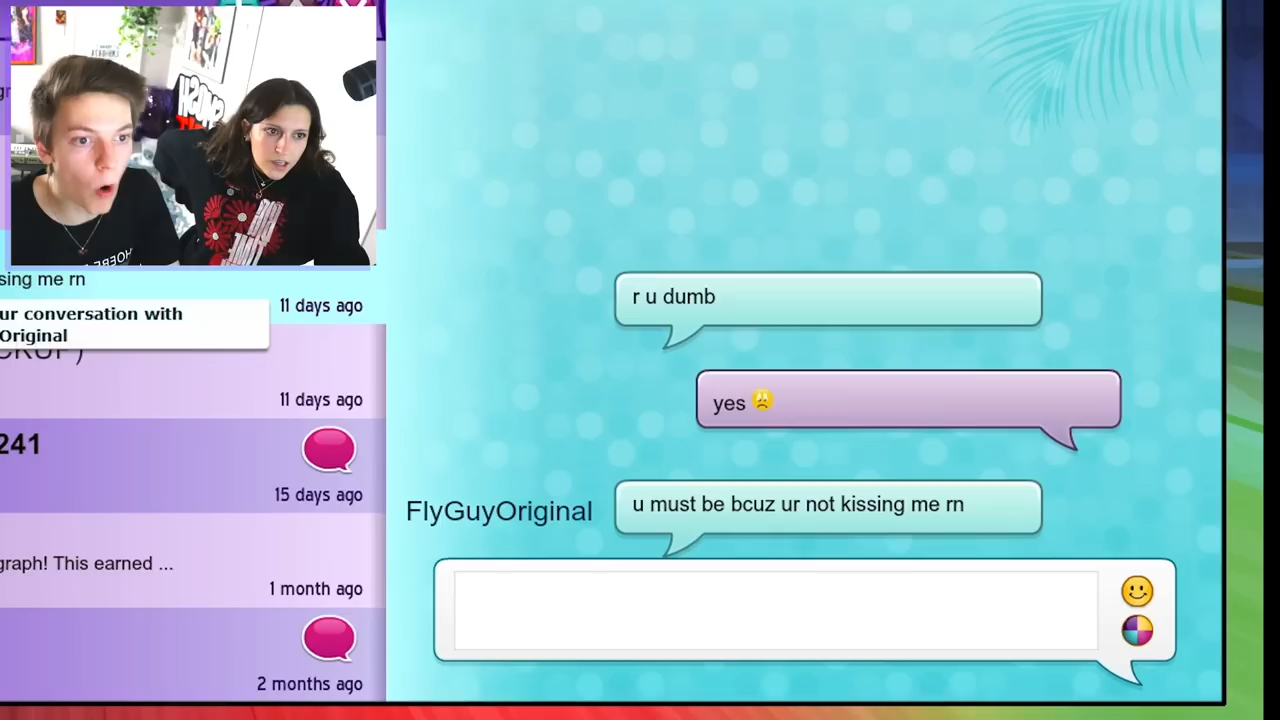 sing me rn
11 days ago
ur conversation with
Original
11 days ago
241
15 days ago
graph! This earned ...
1 month ago
2 months ago
r u dumb
yes
FlyGuyOriginal
u must be bcuz ur not kissing me rn